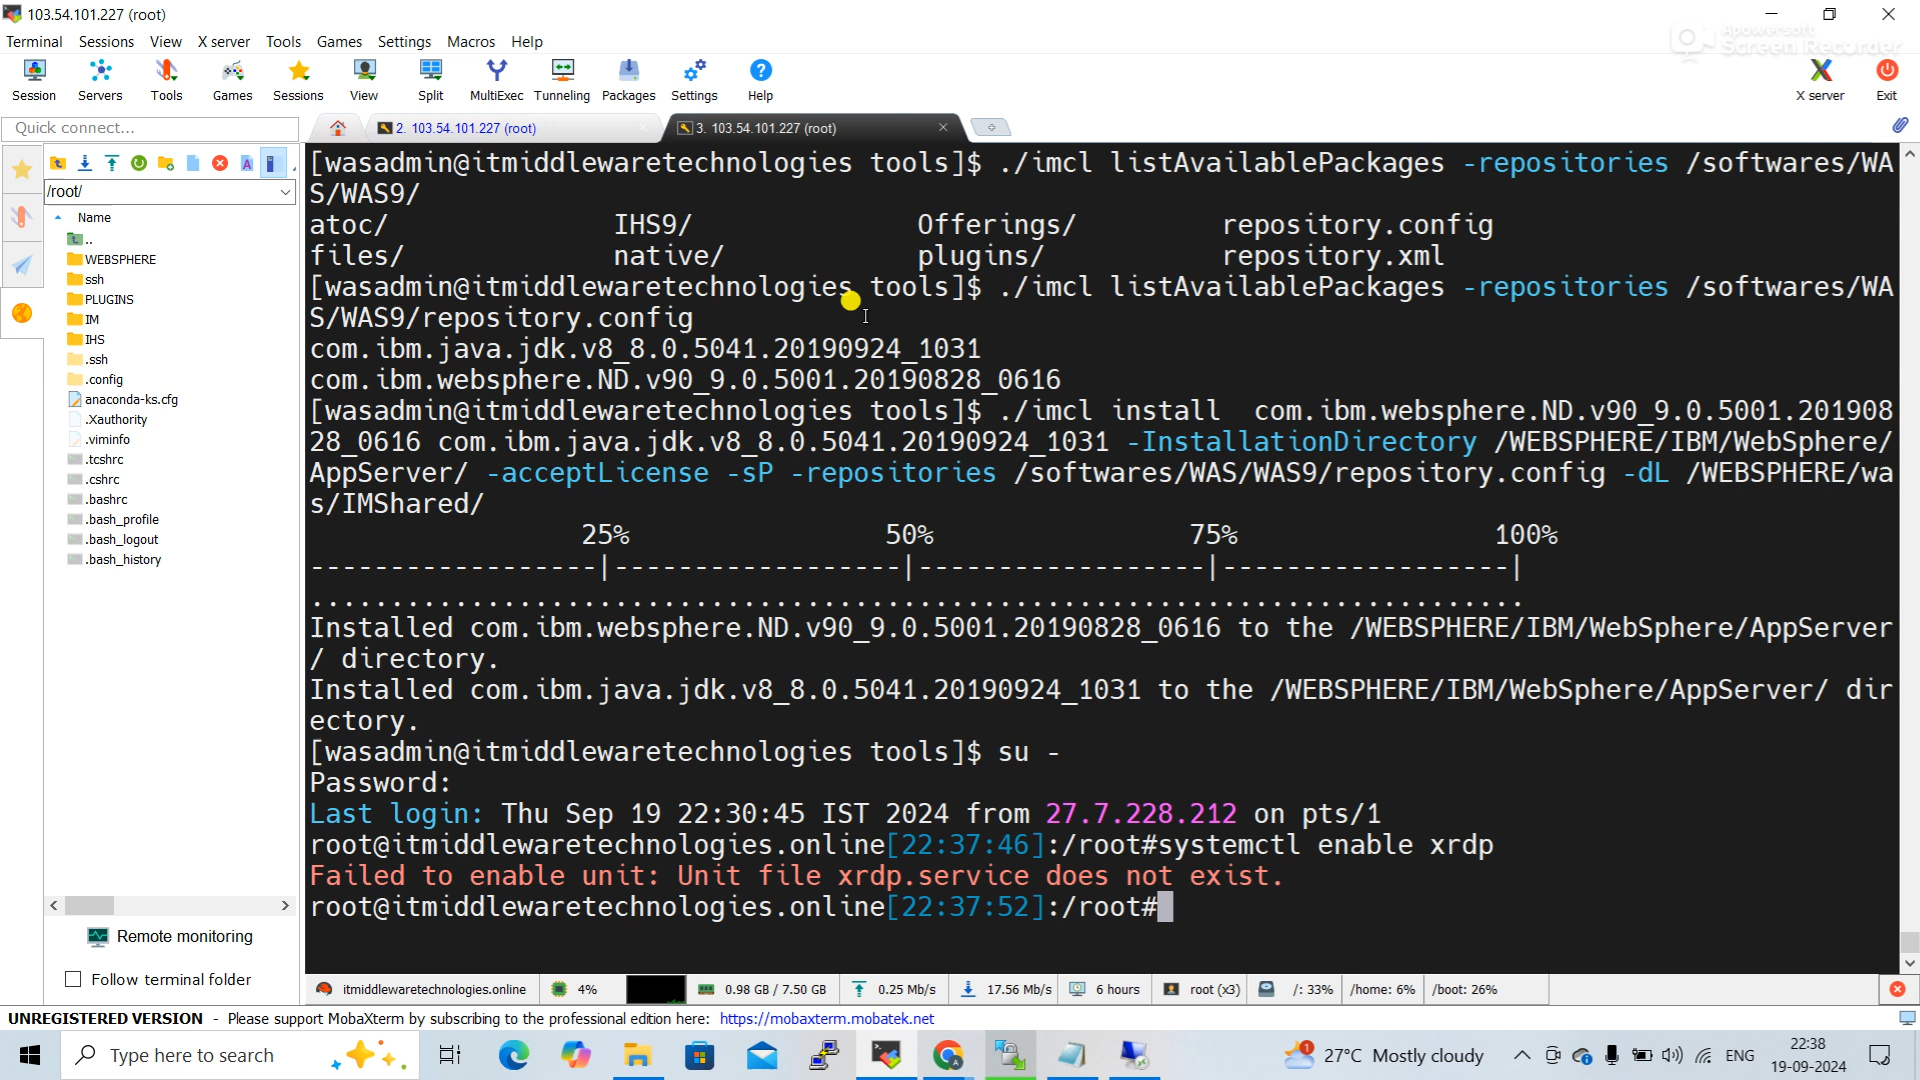 103.54.101.227 (root)
Apowersoft
Screen Recorder
Terminal Sessions View X server Tools Games Settings Macros Help
Session Servers Tools Games Sessions View Split MultiExec Tunneling Packages Settings Help X server Exit
Quick connect...
2. 103.54.101.227 (root)
3. 103.54.101.227 (root)
/root/
Name
..
WEBSPHERE
ssh
PLUGINS
IM
IHS
.ssh
.config
anaconda-ks.cfg
.Xauthority
.viminfo
.tcshrc
.cshrc
.bashrc
.bash_profile
.bash_logout
.bash_history
Remote monitoring
Follow terminal folder
[wasadmin@itmiddlewaretechnologies tools]$ ./imcl listAvailablePackages -repositories /softwares/WA
S/WAS9/
atoc/ IHS9/ Offerings/ repository.config
files/ native/ plugins/ repository.xml
[wasadmin@itmiddlewaretechnologies tools]$ ./imcl listAvailablePackages -repositories /softwares/WA
S/WAS9/repository.config
com.ibm.java.jdk.v8_8.0.5041.20190924_1031
com.ibm.websphere.ND.v90_9.0.5001.20190828_0616
[wasadmin@itmiddlewaretechnologies tools]$ ./imcl install  com.ibm.websphere.ND.v90_9.0.5001.201908
28_0616 com.ibm.java.jdk.v8_8.0.5041.20190924_1031 -InstallationDirectory /WEBSPHERE/IBM/WebSphere/
AppServer/ -acceptLicense -sP -repositories /softwares/WAS/WAS9/repository.config -dL /WEBSPHERE/wa
s/IMShared/
25% 50% 75% 100%
------------------|------------------|------------------|------------------|
............................................................................
Installed com.ibm.websphere.ND.v90_9.0.5001.20190828_0616 to the /WEBSPHERE/IBM/WebSphere/AppServer
/ directory.
Installed com.ibm.java.jdk.v8_8.0.5041.20190924_1031 to the /WEBSPHERE/IBM/WebSphere/AppServer/ dir
ectory.
[wasadmin@itmiddlewaretechnologies tools]$ su -
Password:
Last login: Thu Sep 19 22:30:45 IST 2024 from 27.7.228.212 on pts/1
root@itmiddlewaretechnologies.online[22:37:46]:/root#systemctl enable xrdp
Failed to enable unit: Unit file xrdp.service does not exist.
root@itmiddlewaretechnologies.online[22:37:52]:/root#
itmiddlewaretechnologies.online 4% 0.98 GB / 7.50 GB 0.25 Mb/s 17.56 Mb/s 6 hours root (x3) /: 33% /home: 6% /boot: 26%
UNREGISTERED VERSION - Please support MobaXterm by subscribing to the professional edition here: https://mobaxterm.mobatek.net
Type here to search
1 27°C Mostly cloudy ENG
22:38
19-09-2024